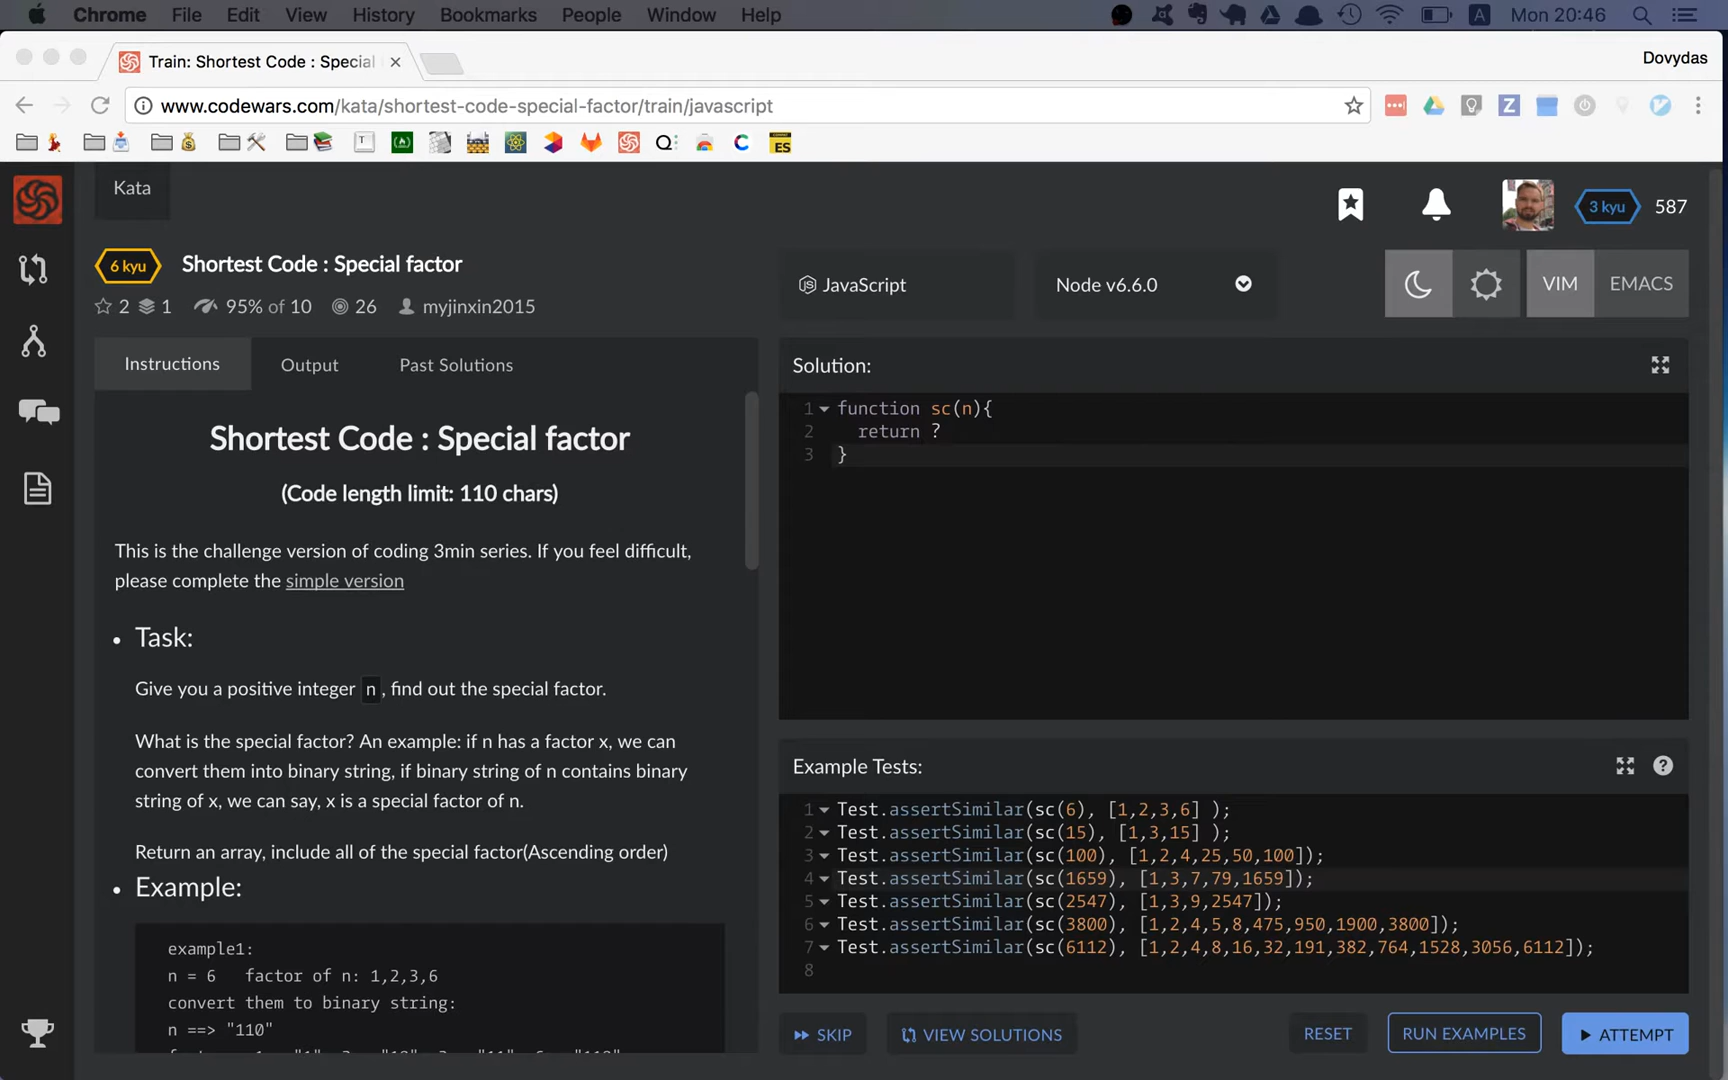 Chrome File Edit View History Bookmarks People Window Help
A Mon 20:46
Train: Shortest Code : Special
Dovydas
www.codewars.com/kata/shortest-code-special-factor/train/javascript
Z
T
Q
C
ES
Kata
3 kyu 587
6 kyu Shortest Code : Special factor
2 1 95% of 10 26 myjinxin2015
JavaScript
Node v6.6.0
VIM EMACS
Instructions Output Past Solutions
Shortest Code : Special factor
(Code length limit: 110 chars)
This is the challenge version of coding 3min series. If you feel difficult,
please complete the simple version
• Task:
Give you a positive integer n, find out the special factor.
What is the special factor? An example: if n has a factor x, we can
convert them into binary string, if binary string of n contains binary
string of x, we can say, x is a special factor of n.
Return an array, include all of the special factor(Ascending order)
• Example:
example1:
n = 6   factor of n: 1,2,3,6
convert them to binary string:
n ==> "110"
Solution:
1 function sc(n){
2 return ?
3 }
Example Tests:
1 Test.assertSimilar(sc(6), [1,2,3,6] );
2 Test.assertSimilar(sc(15), [1,3,15] );
3 Test.assertSimilar(sc(100), [1,2,4,25,50,100]);
4 Test.assertSimilar(sc(1659), [1,3,7,79,1659]);
5 Test.assertSimilar(sc(2547), [1,3,9,2547]);
6 Test.assertSimilar(sc(3800), [1,2,4,5,8,475,950,1900,3800]);
7 Test.assertSimilar(sc(6112), [1,2,4,8,16,32,191,382,764,1528,3056,6112]);
8
SKIP VIEW SOLUTIONS RESET RUN EXAMPLES ATTEMPT